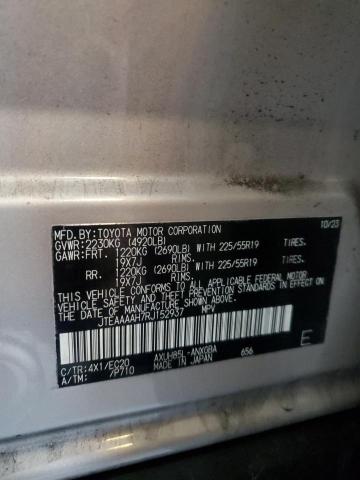 MFD.BY:TOYOTA MOTOR CORPORATION 10/23
GVWR:2230KG (4920LB)
GAWR:FRT. 1220KG (2690LB) WITH 225/55R19 TIRES.
19X7J RIMS.
RR. 1220KG (2690LB) WITH 225/55R19 TIRES.
19X7J RIMS.
THIS VEHICLE CONFORMS TO ALL APPLICABLE FEDERAL MOTOR
VEHICLE SAFETY, BUMPER, AND THEFT PREVENTION STANDARDS
IN EFFECT ON THE DATE OF MANUFACTURE SHOWN ABOVE.
JTEAAAAH7RJ152937 MPV
C/TR:4X1/EC20 AXUH85L-ANXGBA 656
A/TM: /P710 MADE IN JAPAN
E